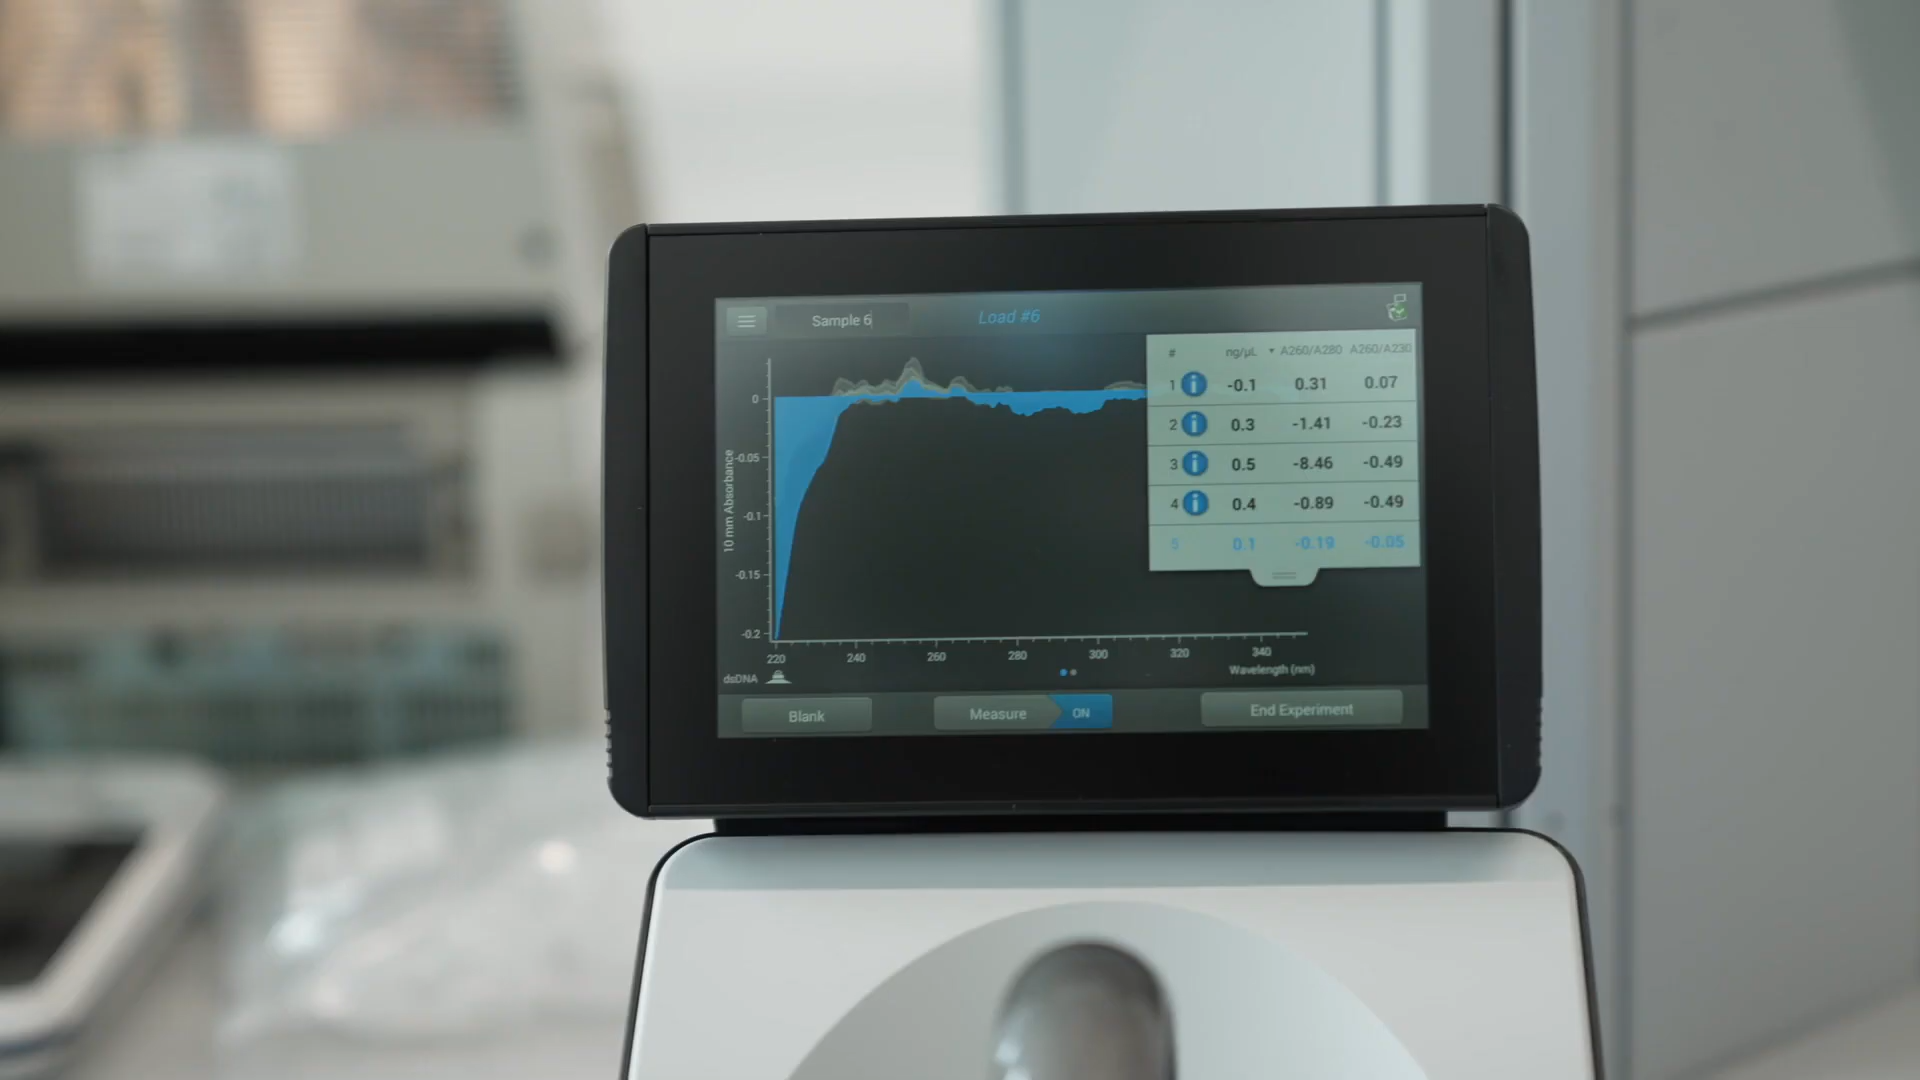 Sample 6
Load #6
# ng/µL A260/A280 A260/A230
1 i -0.1 0.31 0.07
2 i 0.3 -1.41 -0.23
3 i 0.5 -8.46 -0.49
4 i 0.4 -0.89 -0.49
5 0.1 -0.19 -0.05
10 mm Absorbance
0
-0.05
-0.1
-0.15
-0.2
220 240 260 280 300 320 340
Wavelength (nm)
dsDNA
Blank
Measure ON
End Experiment